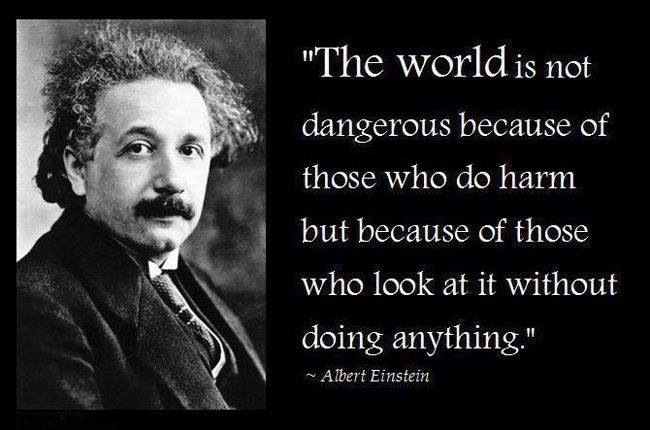 "The world is not
dangerous because of
those who do harm
but because of those
who look at it without
doing anything."
~ Albert Einstein